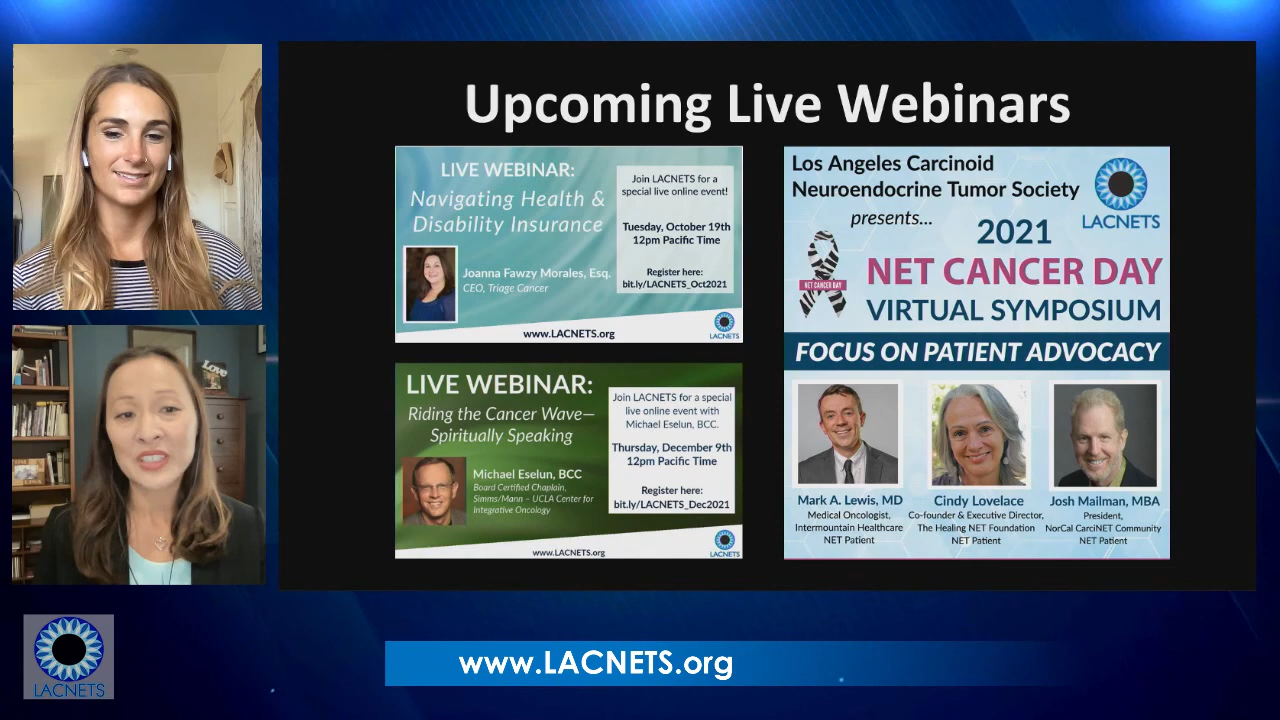 Upcoming Live Webinars
LIVE WEBINAR:
Navigating Health &
Disability Insurance
Joanna Fawzy Morales, Esq.
CEO, Triage Cancer
Join LACNETS for a
special live online event!
Tuesday, October 19th
12pm Pacific Time
Register here:
bit.ly/LACNETS_Oct2021
www.LACNETS.org
LACNETS
LIVE WEBINAR:
Riding the Cancer Wave—
Spiritually Speaking
Michael Eselun, BCC
Board Certified Chaplain,
Simms/Mann – UCLA Center for
Integrative Oncology
Join LACNETS for a special
live online event with
Michael Eselun, BCC.
Thursday, December 9th
12pm Pacific Time
Register here:
bit.ly/LACNETS_Dec2021
www.LACNETS.org
LACNETS
Los Angeles Carcinoid
Neuroendocrine Tumor Society
presents...
LACNETS
2021
NET CANCER DAY
NET CANCER DAY
VIRTUAL SYMPOSIUM
FOCUS ON PATIENT ADVOCACY
Mark A. Lewis, MD
Medical Oncologist,
Intermountain Healthcare
NET Patient
Cindy Lovelace
Co-founder & Executive Director,
The Healing NET Foundation
NET Patient
Josh Mailman, MBA
President,
NorCal CarciNET Community
NET Patient
Love
LACNETS
www.LACNETS.org